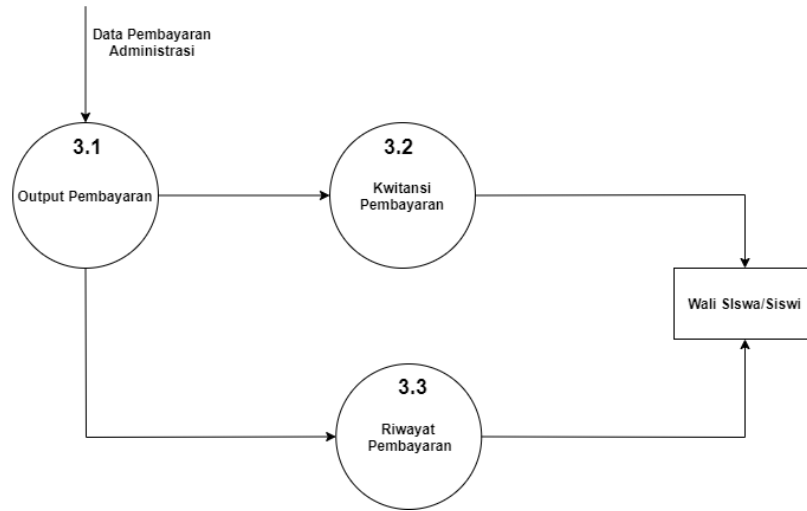 Data Pembayaran
Administrasi
3.1
Output Pembayaran
3.2
Kwitansi
Pembayaran
Wali SIswa/Siswi
3.3
Riwayat
Pembayaran